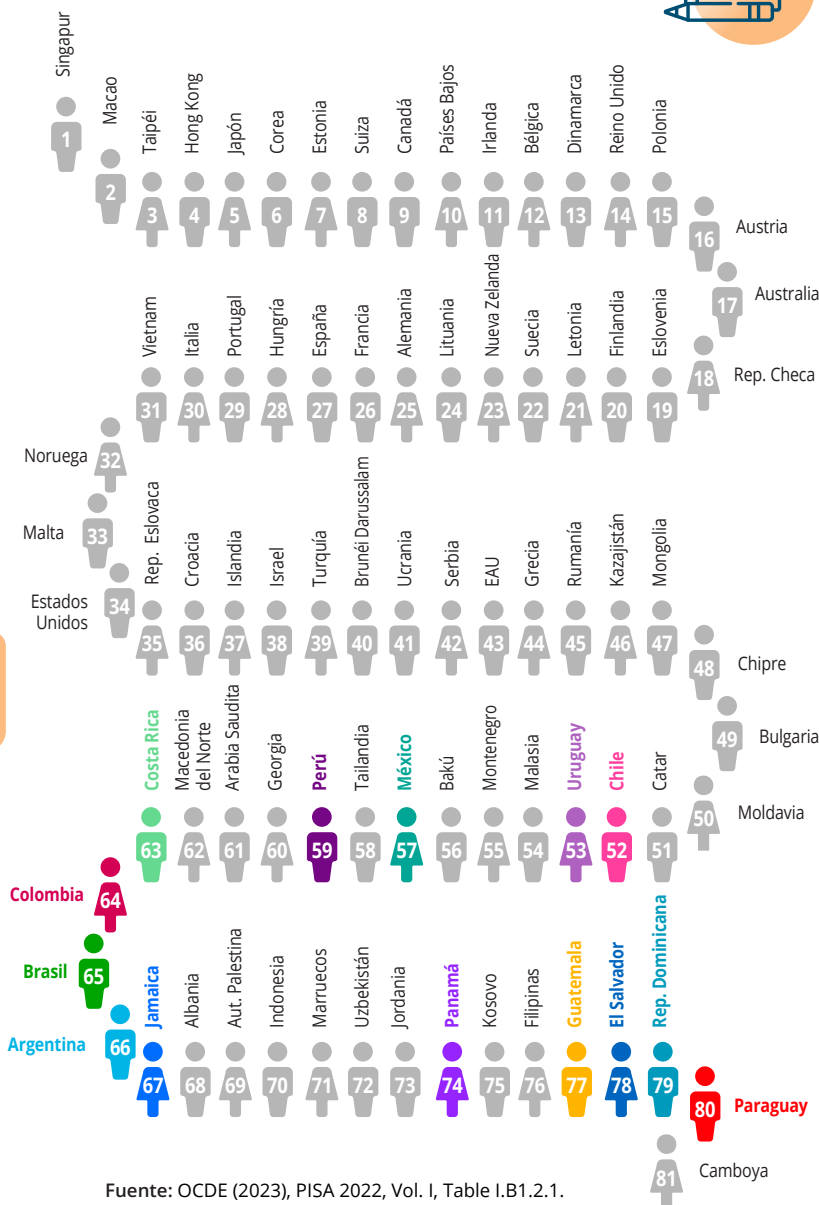 Singapur
1
Macao
2
Taipéi
3
Hong Kong
4
Japón
5
Corea
6
Estonia
7
Suiza
8
Canadá
9
Países Bajos
10
Irlanda
11
Bélgica
12
Dinamarca
13
Reino Unido
14
Polonia
15
Austria
16
Australia
17
Rep. Checa
18
Eslovenia
19
Finlandia
20
Letonia
21
Suecia
22
Nueva Zelanda
23
Lituania
24
Alemania
25
Francia
26
España
27
Hungría
28
Portugal
29
Italia
30
Vietnam
31
Noruega
32
Malta
33
Estados
Unidos
34
Rep. Eslovaca
35
Croacia
36
Islandia
37
Israel
38
Turquía
39
Brunéi Darussalam
40
Ucrania
41
Serbia
42
EAU
43
Grecia
44
Rumanía
45
Kazajistán
46
Mongolia
47
Chipre
48
Bulgaria
49
Moldavia
50
Catar
51
Chile
52
Uruguay
53
Malasia
54
Montenegro
55
Bakú
56
México
57
Tailandia
58
Perú
59
Georgia
60
Arabia Saudita
61
Macedonia
del Norte
62
Costa Rica
63
Colombia
64
Brasil
65
Argentina
66
Jamaica
67
Albania
68
Aut. Palestina
69
Indonesia
70
Marruecos
71
Uzbekistán
72
Jordania
73
Panamá
74
Kosovo
75
Filipinas
76
Guatemala
77
El Salvador
78
Rep. Dominicana
79
Paraguay
80
Camboya
81
Fuente: OCDE (2023), PISA 2022, Vol. I, Table I.B1.2.1.